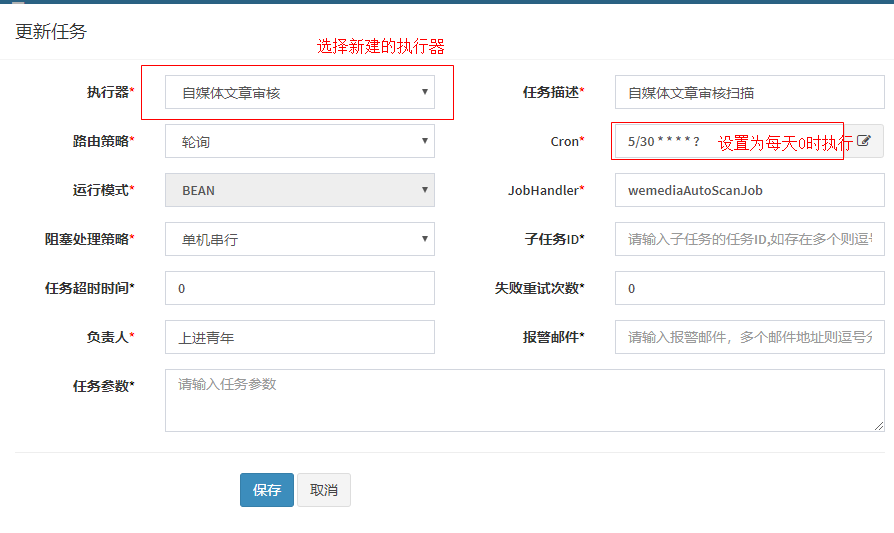 更新任务
选择新建的执行器
执行器* 自媒体文章审核 任务描述* 自媒体文章审核扫描
路由策略* 轮询 Cron* 5/30 * * * * ? 设置为每天0时执行
运行模式* BEAN JobHandler* wemediaAutoScanJob
阻塞处理策略* 单机串行 子任务ID* 请输入子任务的任务ID,如存在多个则逗
任务超时时间* 0 失败重试次数* 0
负责人* 上进青年 报警邮件* 请输入报警邮件，多个邮件地址则逗号分
任务参数* 请输入任务参数
保存 取消